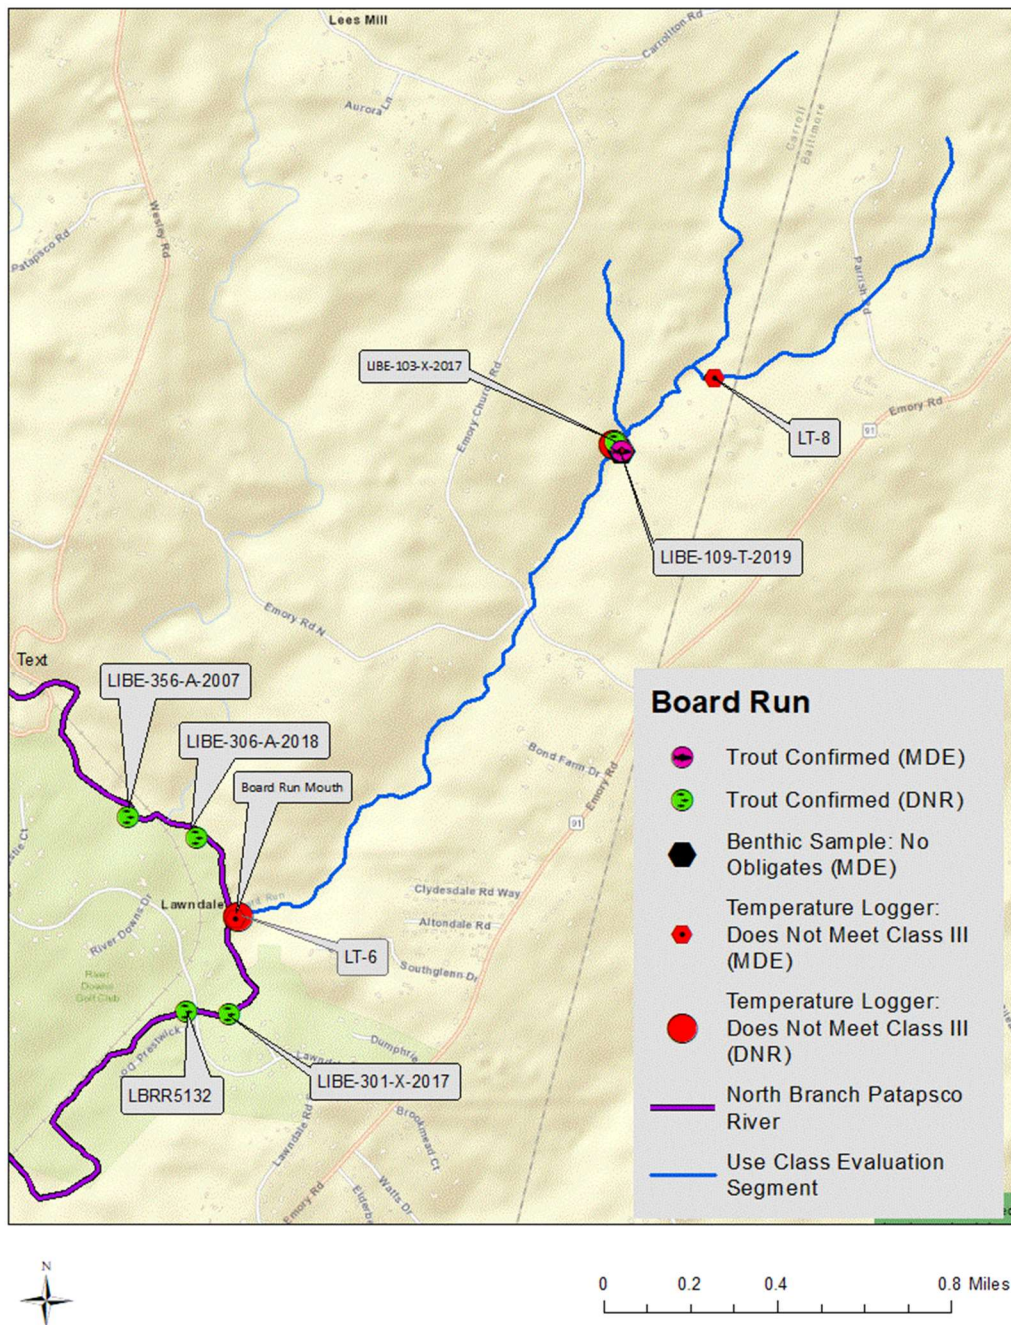 Lees Mill
Carrollton Rd
Aurora Ln
Carroll
Baltimore
Wesley Rd
Patapsco Rd
Parrish Rd
LIBE-103-X-2017
Emory Church Rd
Emory Rd
91
LT-8
LIBE-109-T-2019
Emory Rd N
Text
LIBE-356-A-2007
LIBE-306-A-2018
Board Run Mouth
Bond Farm Dr
Emory Rd
91
Lawndale
Run
Clydesdale Rd Way
Altondale Rd
River Downs Dr
LT-6
Southglenn Dr
River
Downs
Golf Club
Prestwick
Dumphrie
LBRR5132
LIBE-301-X-2017
Lawndale Rd
Brookmead Ct
Emory Rd
Watts Dr
Board Run
Trout Confirmed (MDE)
Trout Confirmed (DNR)
Benthic Sample: No
Obligates (MDE)
Temperature Logger:
Does Not Meet Class III
(MDE)
Temperature Logger:
Does Not Meet Class III
(DNR)
North Branch Patapsco
River
Use Class Evaluation
Segment
N
0 0.2 0.4 0.8 Miles